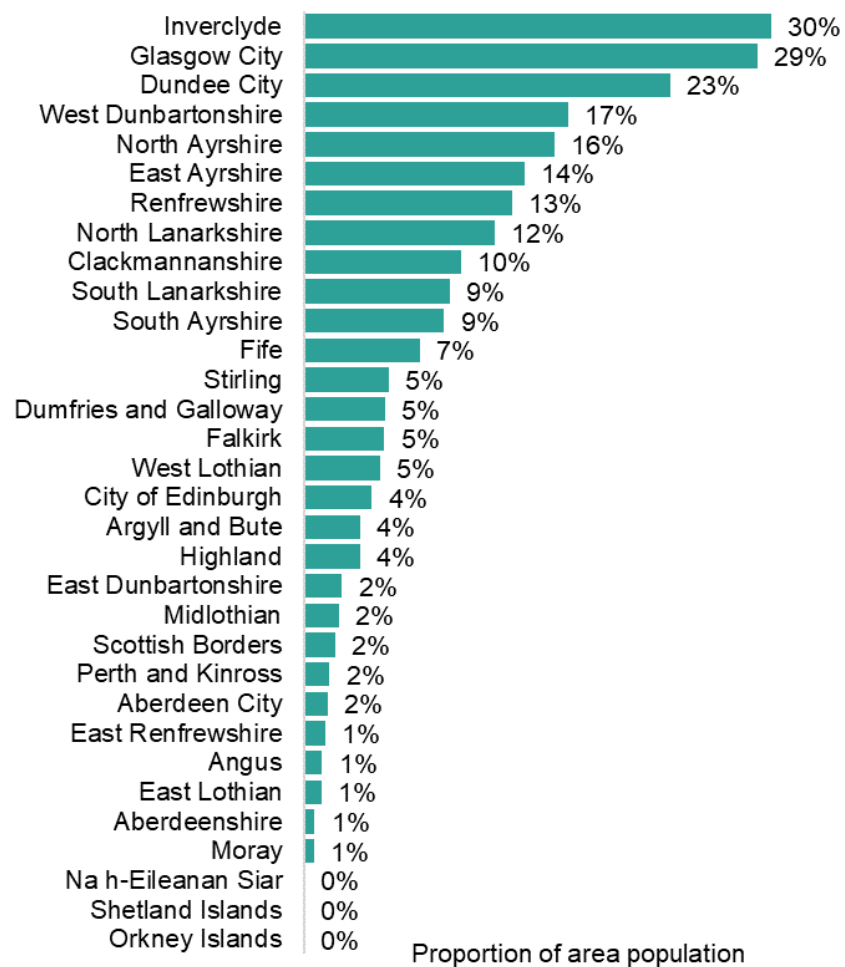 Inverclyde 30%
Glasgow City 29%
Dundee City 23%
West Dunbartonshire 17%
North Ayrshire 16%
East Ayrshire 14%
Renfrewshire 13%
North Lanarkshire 12%
Clackmannanshire 10%
South Lanarkshire 9%
South Ayrshire 9%
Fife 7%
Stirling 5%
Dumfries and Galloway 5%
Falkirk 5%
West Lothian 5%
City of Edinburgh 4%
Argyll and Bute 4%
Highland 4%
East Dunbartonshire 2%
Midlothian 2%
Scottish Borders 2%
Perth and Kinross 2%
Aberdeen City 2%
East Renfrewshire 1%
Angus 1%
East Lothian 1%
Aberdeenshire 1%
Moray 1%
Na h-Eileanan Siar 0%
Shetland Islands 0%
Orkney Islands 0%
Proportion of area population